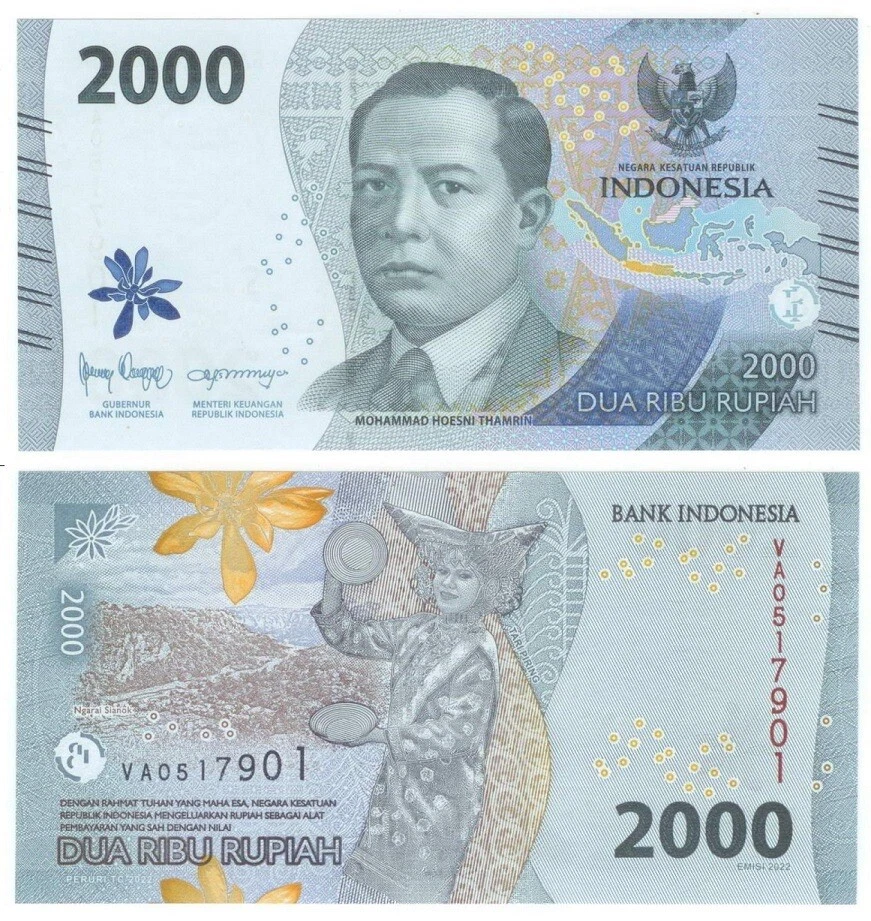 2000
NEGARA KESATUAN REPUBLIK
INDONESIA
GUBERNUR
BANK INDONESIA
MENTERI KEUANGAN
REPUBLIK INDONESIA
MOHAMMAD HOESNI THAMRIN
2000
DUA RIBU RUPIAH
BANK INDONESIA
VA0517901
2000
TARI PIRING
Ngarai Sianok
VA0517901
DENGAN RAHMAT TUHAN YANG MAHA ESA, NEGARA KESATUAN
REPUBLIK INDONESIA MENGELUARKAN RUPIAH SEBAGAI ALAT
PEMBAYARAN YANG SAH DENGAN NILAI
DUA RIBU RUPIAH
PERURI TC 2022
2000
EMISI 2022